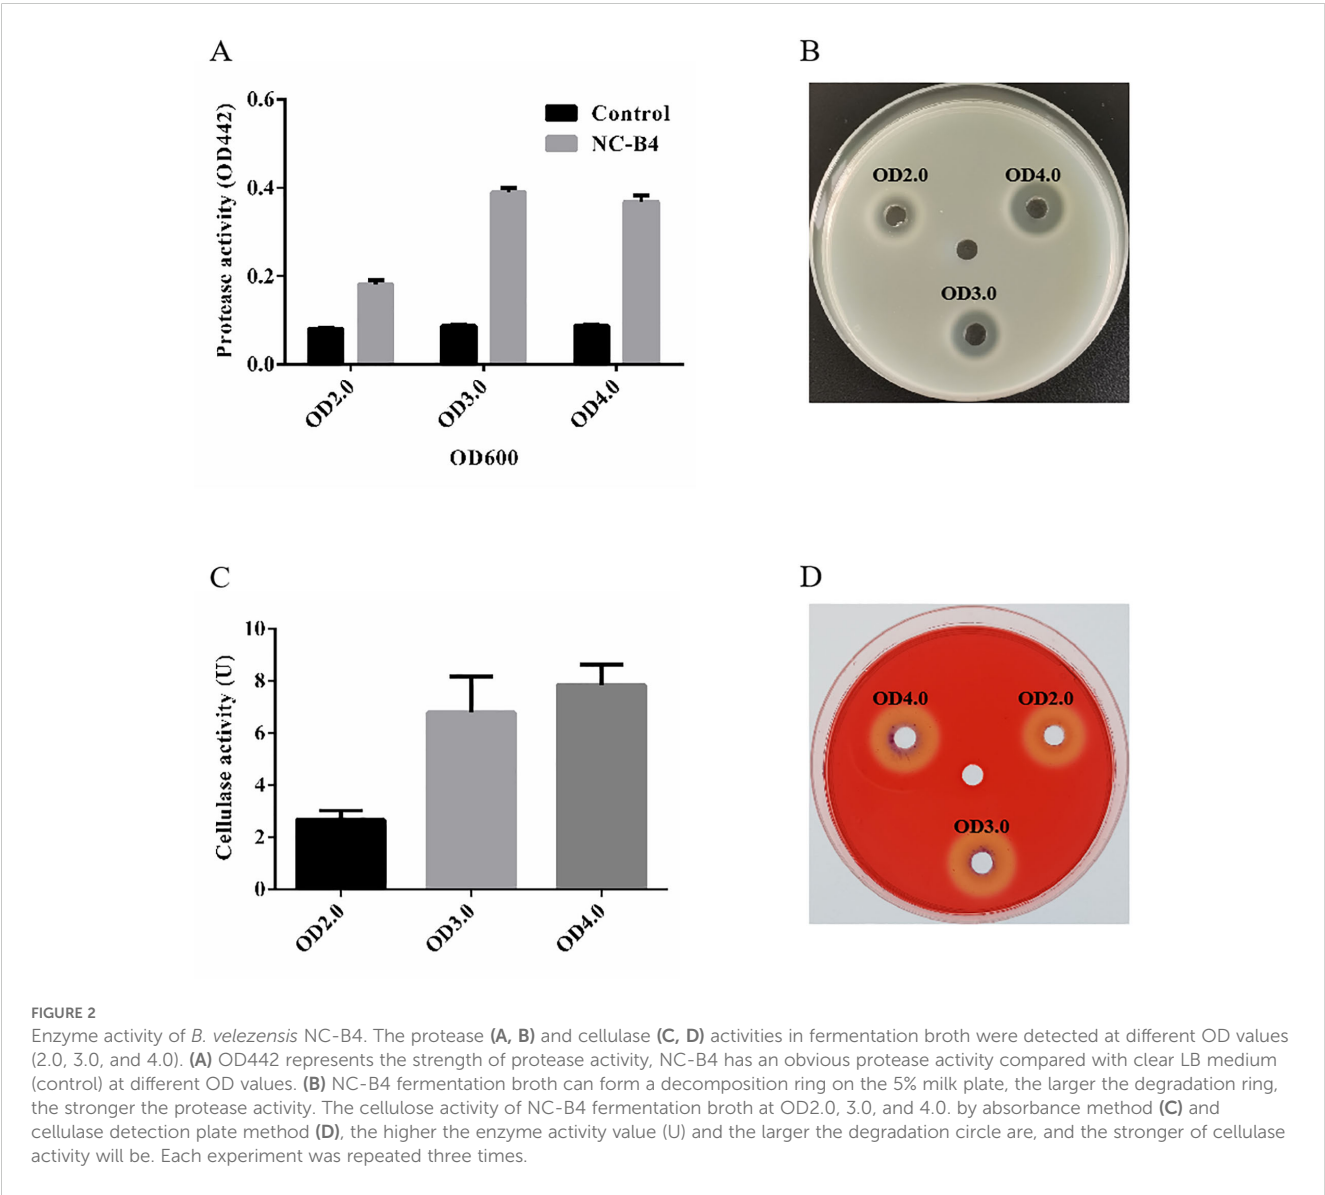 A
0.6
0.4
0.2
0.0
Protease activity (OD442)
Control
NC-B4
OD2.0
OD3.0
OD4.0
OD600
B
OD2.0
OD4.0
OD3.0
C
10
8
6
4
2
0
Cellulase activity (U)
OD2.0
OD3.0
OD4.0
D
OD4.0
OD2.0
OD3.0
FIGURE 2
Enzyme activity of B. velezensis NC-B4. The protease (A, B) and cellulase (C, D) activities in fermentation broth were detected at different OD values
(2.0, 3.0, and 4.0). (A) OD442 represents the strength of protease activity, NC-B4 has an obvious protease activity compared with clear LB medium
(control) at different OD values. (B) NC-B4 fermentation broth can form a decomposition ring on the 5% milk plate, the larger the degradation ring,
the stronger the protease activity. The cellulose activity of NC-B4 fermentation broth at OD2.0, 3.0, and 4.0. by absorbance method (C) and
cellulase detection plate method (D), the higher the enzyme activity value (U) and the larger the degradation circle are, and the stronger of cellulase
activity will be. Each experiment was repeated three times.